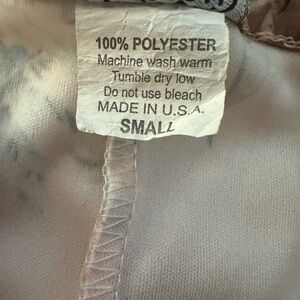 100% POLYESTER
Machine wash warm
Tumble dry low
Do not use bleach
MADE IN U.S.A.
SMALL